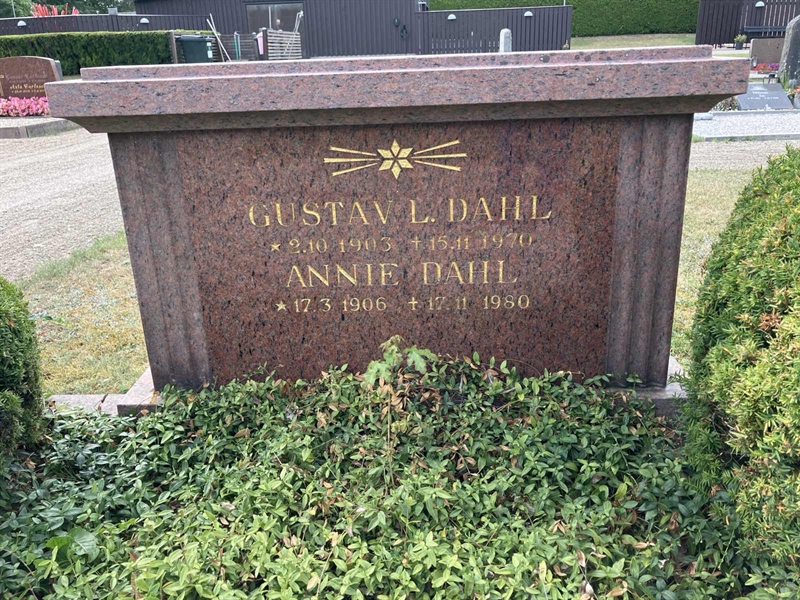 GUSTAV L. DAHL
* 2.10 1903 + 15.11 1970
ANNIE DAHL
* 17.3 1906 + 17.11 1980